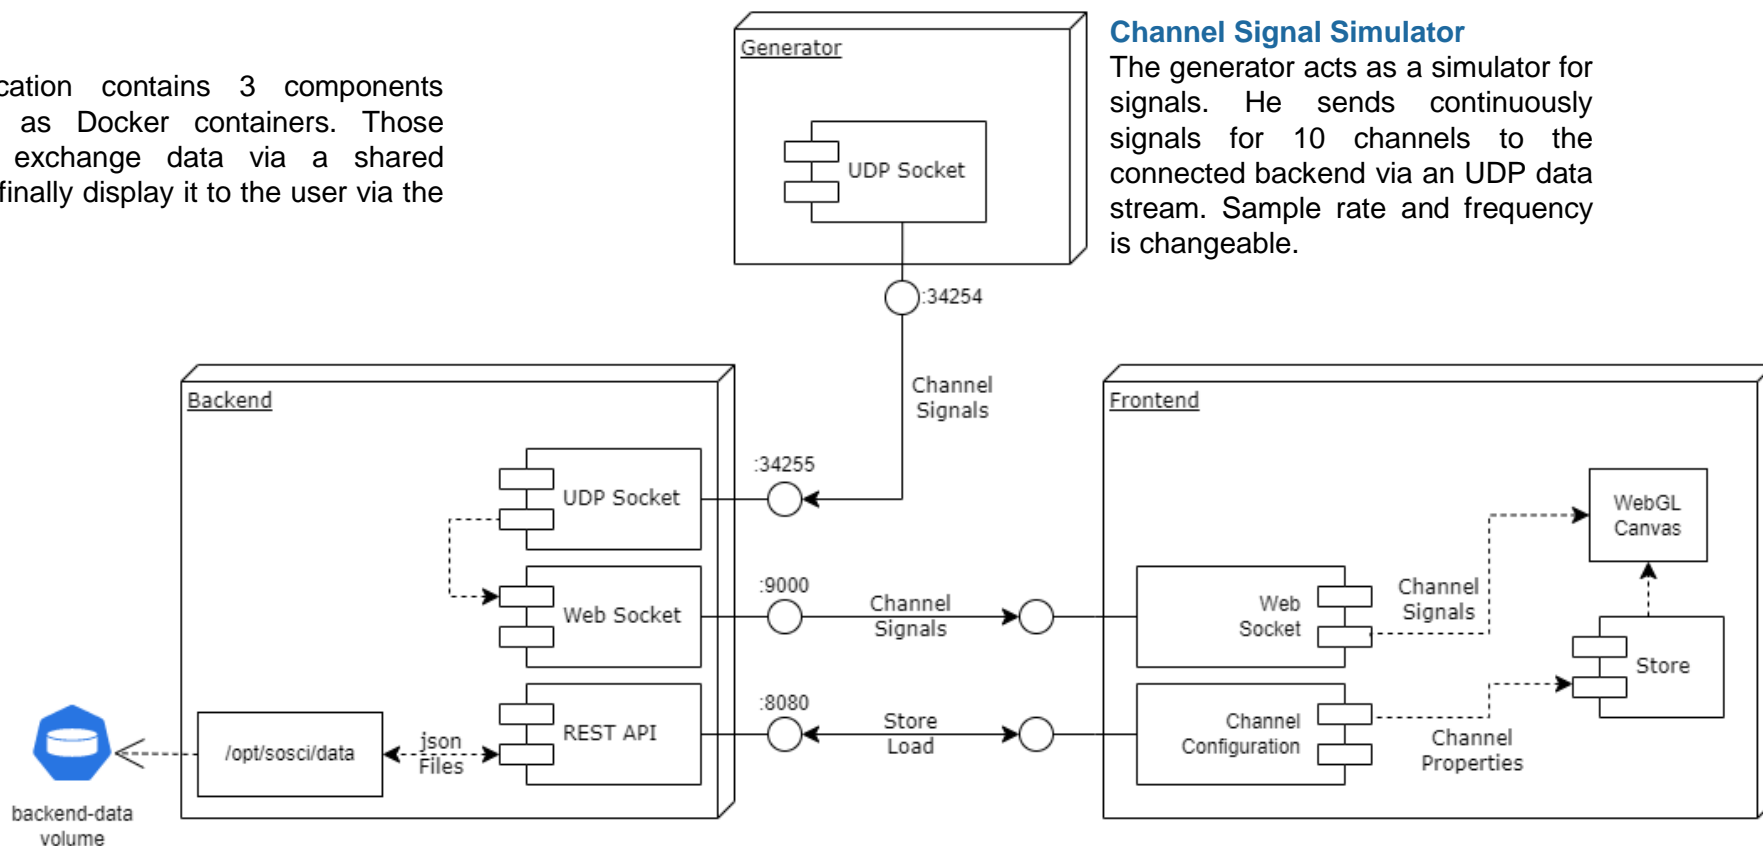 contains 3 components
as Docker containers. Those
exchange data via a shared
finally display it to the user via the
Generator
UDP Socket
:34254
Channel Signal Simulator
The generator acts as a simulator for
signals. He sends continuously
signals for 10 channels to the
connected backend via an UDP data
stream. Sample rate and frequency
is changeable.
Channel
Signals
Backend
UDP Socket
:34255
Web Socket
:9000
Channel
Signals
REST API
:8080
Store
Load
/opt/sosci/data
json
Files
backend-data
volume
Frontend
WebGL
Canvas
Web
Socket
Channel
Signals
Store
Channel
Configuration
Channel
Properties